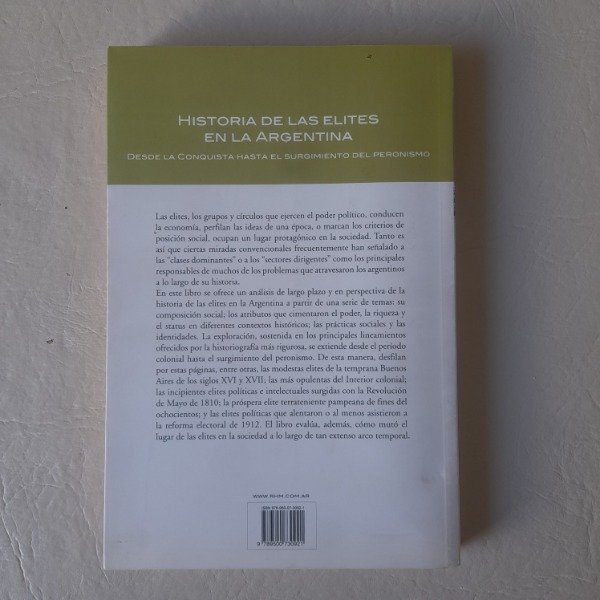 HISTORIA DE LAS ELITES
EN LA ARGENTINA
DESDE LA CONQUISTA HASTA EL SURGIMIENTO DEL PERONISMO
Las elites, los grupos y círculos que ejercen el poder político, conducen
la economía, perfilan las ideas de una época, o marcan los criterios de
posición social, ocupan un lugar protagónico en la sociedad. Tanto es
así que ciertas miradas convencionales frecuentemente han señalado a
las “clases dominantes” o a los “sectores dirigentes” como los principales
responsables de muchos de los problemas que atravesaron los argentinos
a lo largo de su historia.
En este libro se ofrece un análisis de largo plazo y en perspectiva de la
historia de las elites en la Argentina a partir de una serie de temas: su
composición social; los atributos que cimentaron el poder, la riqueza y
el status en diferentes contextos históricos; las prácticas sociales y las
identidades. La exploración, sustenida en los principales lineamientos
ofrecidos por la historiografía más rigurosa, se extiende desde el período
colonial hasta el surgimiento del peronismo. De esta manera, desfilan
por estas páginas, entre otras, las modestas elites de la temprana Buenos
Aires de los siglos XVI y XVII; las más opulentas del Interior colonial;
las incipientes elites políticas e intelectuales surgidas con la Revolución
de Mayo de 1810; la próspera elite terrateniente pampeana de fines del
ochocientos; y las elites políticas que alentaron o al menos asistieron a
la reforma electoral de 1912. El libro evalúa, además, cómo mutó el
lugar de las elites en la sociedad a lo largo de tan extenso arco temporal.
WWW.RHM.COM.AR